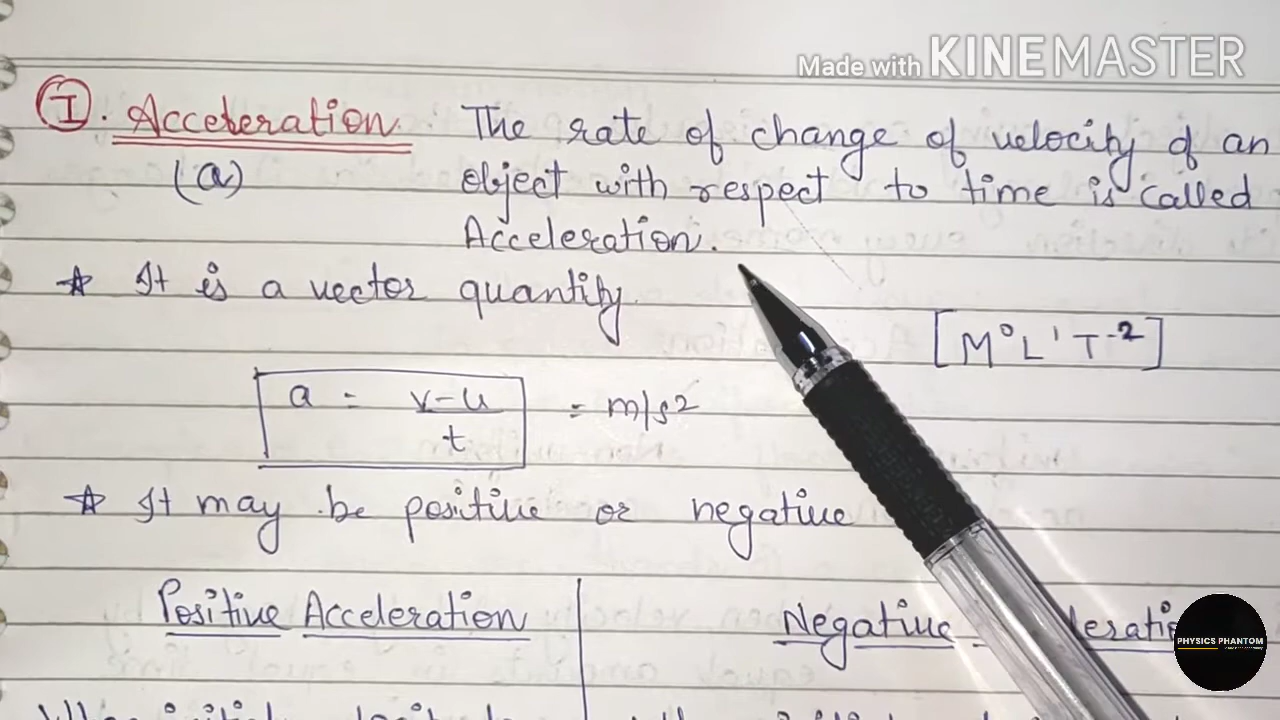 Made with KINEMASTER
I. Acceleration : The rate of change of velocity of an
(a) object with respect to time is called
Acceleration.
☆ It is a vector quantity
[M⁰L¹T⁻²]
a = v-u / t = m/s²
☆ It may be positive or negative
Positive Acceleration Negative
PHYSICS PHANTOM